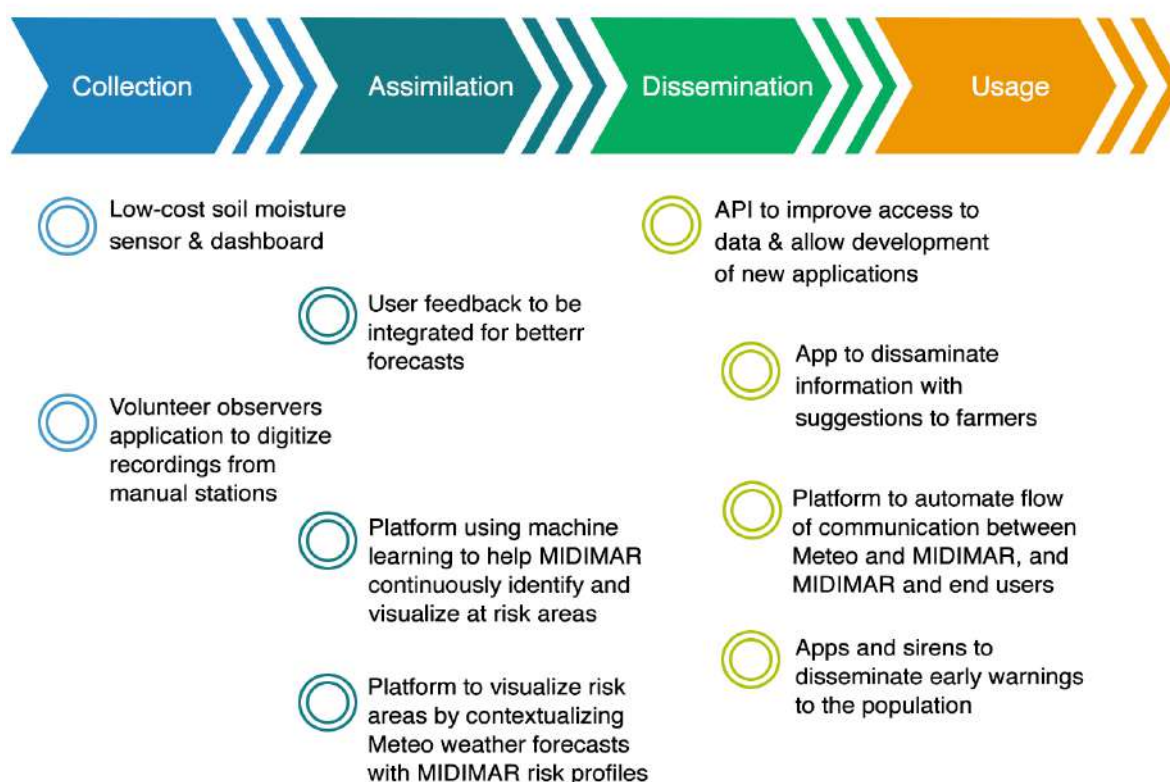 Collection
Assimilation
Dissemination
Usage
Low-cost soil moisture
sensor & dashboard
User feedback to be
integrated for betterr
forecasts
Volunteer observers
application to digitize
recordings from
manual stations
Platform using machine
learning to help MIDIMAR
continuously identify and
visualize at risk areas
Platform to visualize risk
areas by contextualizing
Meteo weather forecasts
with MIDIMAR risk profiles
API to improve access to
data & allow development
of new applications
App to dissaminate
information with
suggestions to farmers
Platform to automate flow
of communication between
Meteo and MIDIMAR, and
MIDIMAR and end users
Apps and sirens to
disseminate early warnings
to the population